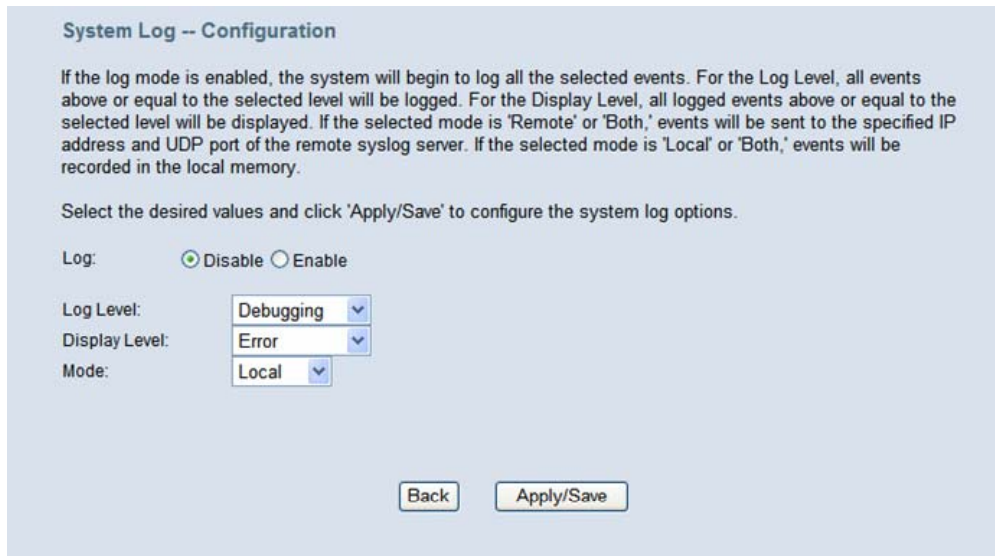 System Log -- Configuration
If the log mode is enabled, the system will begin to log all the selected events. For the Log Level, all events
above or equal to the selected level will be logged. For the Display Level, all logged events above or equal to the
selected level will be displayed. If the selected mode is 'Remote' or 'Both,' events will be sent to the specified IP
address and UDP port of the remote syslog server. If the selected mode is 'Local' or 'Both,' events will be
recorded in the local memory.
Select the desired values and click 'Apply/Save' to configure the system log options.
Log: Disable Enable
Log Level: Debugging
Display Level: Error
Mode: Local
Back Apply/Save